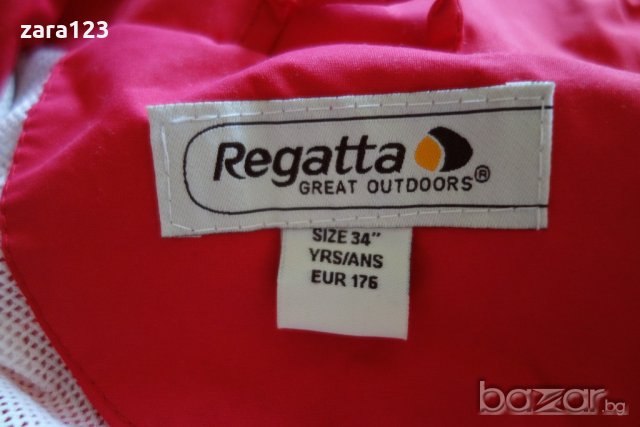 zara123
Regatta
GREAT OUTDOORS®
SIZE 34"
YRS/ANS
EUR 176
bazar.bg